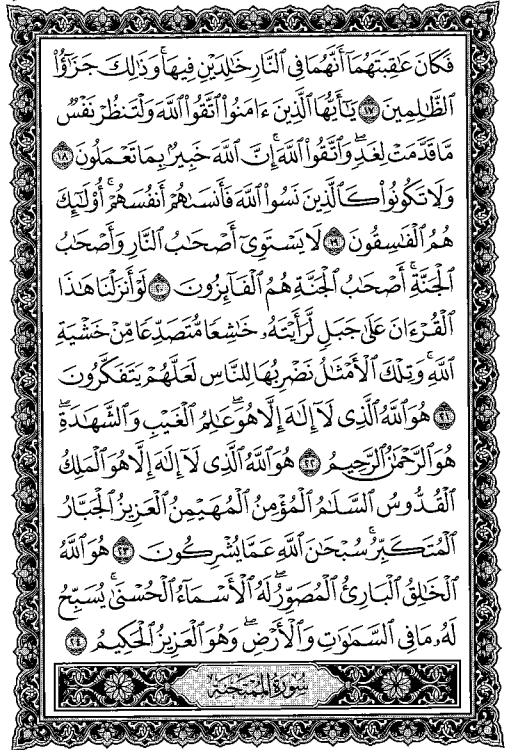 فَكَانَ عَٰقِبَتَهُمَآ أَنَّهُمَا فِي ٱلنَّارِ خَٰلِدَيۡنِ فِيهَاۚ وَذَٰلِكَ جَزَٰٓؤُاْ
ٱلظَّٰلِمِينَ ١٧ يَٰٓأَيُّهَا ٱلَّذِينَ ءَامَنُواْ ٱتَّقُواْ ٱللَّهَ وَلۡتَنظُرۡ نَفۡسٞ
مَّا قَدَّمَتۡ لِغَدٖۖ وَٱتَّقُواْ ٱللَّهَۚ إِنَّ ٱللَّهَ خَبِيرُۢ بِمَا تَعۡمَلُونَ ١٨
وَلَا تَكُونُواْ كَٱلَّذِينَ نَسُواْ ٱللَّهَ فَأَنسَىٰهُمۡ أَنفُسَهُمۡۚ أُوْلَٰٓئِكَ
هُمُ ٱلۡفَٰسِقُونَ ١٩ لَا يَسۡتَوِيٓ أَصۡحَٰبُ ٱلنَّارِ وَأَصۡحَٰبُ
ٱلۡجَنَّةِۚ أَصۡحَٰبُ ٱلۡجَنَّةِ هُمُ ٱلۡفَآئِزُونَ ٢٠ لَوۡ أَنزَلۡنَا هَٰذَا
ٱلۡقُرۡءَانَ عَلَىٰ جَبَلٖ لَّرَأَيۡتَهُۥ خَٰشِعٗا مُّتَصَدِّعٗا مِّنۡ خَشۡيَةِ
ٱللَّهِۚ وَتِلۡكَ ٱلۡأَمۡثَٰلُ نَضۡرِبُهَا لِلنَّاسِ لَعَلَّهُمۡ يَتَفَكَّرُونَ
٢١ هُوَ ٱللَّهُ ٱلَّذِي لَآ إِلَٰهَ إِلَّا هُوَۖ عَٰلِمُ ٱلۡغَيۡبِ وَٱلشَّهَٰدَةِۖ
هُوَ ٱلرَّحۡمَٰنُ ٱلرَّحِيمُ ٢٢ هُوَ ٱللَّهُ ٱلَّذِي لَآ إِلَٰهَ إِلَّا هُوَ ٱلۡمَلِكُ
ٱلۡقُدُّوسُ ٱلسَّلَٰمُ ٱلۡمُؤۡمِنُ ٱلۡمُهَيۡمِنُ ٱلۡعَزِيزُ ٱلۡجَبَّارُ
ٱلۡمُتَكَبِّرُۚ سُبۡحَٰنَ ٱللَّهِ عَمَّا يُشۡرِكُونَ ٢٣ هُوَ ٱللَّهُ
ٱلۡخَٰلِقُ ٱلۡبَارِئُ ٱلۡمُصَوِّرُۖ لَهُ ٱلۡأَسۡمَآءُ ٱلۡحُسۡنَىٰۚ يُسَبِّحُ
لَهُۥ مَا فِي ٱلسَّمَٰوَٰتِ وَٱلۡأَرۡضِۖ وَهُوَ ٱلۡعَزِيزُ ٱلۡحَكِيمُ ٢٤
سُورَةُ المُمْتَحَنَةِ